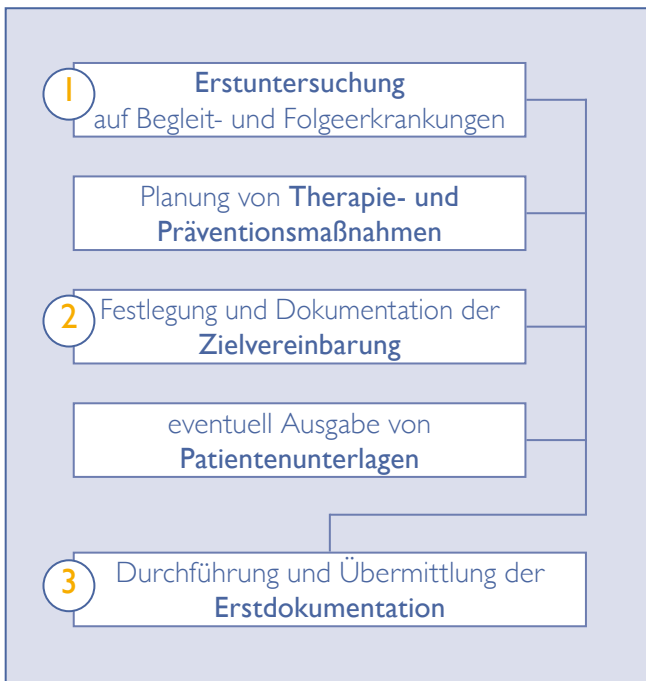 1
Erstuntersuchung
auf Begleit- und Folgeerkrankungen
Planung von Therapie- und
Präventionsmaßnahmen
2
Festlegung und Dokumentation der
Zielvereinbarung
eventuell Ausgabe von
Patientenunterlagen
3
Durchführung und Übermittlung der
Erstdokumentation